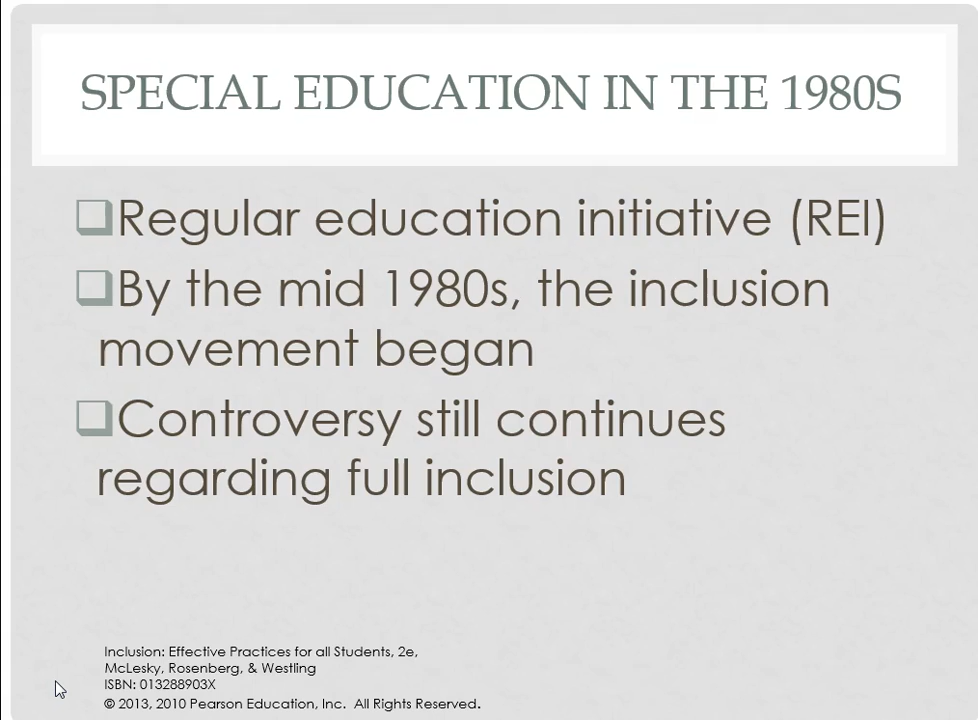 SPECIAL EDUCATION IN THE 1980S
Regular education initiative (REI)
By the mid 1980s, the inclusion
movement began
Controversy still continues
regarding full inclusion
Inclusion: Effective Practices for all Students, 2e,
McLesky, Rosenberg, & Westling
ISBN: 013288903X
© 2013, 2010 Pearson Education, Inc.  All Rights Reserved.